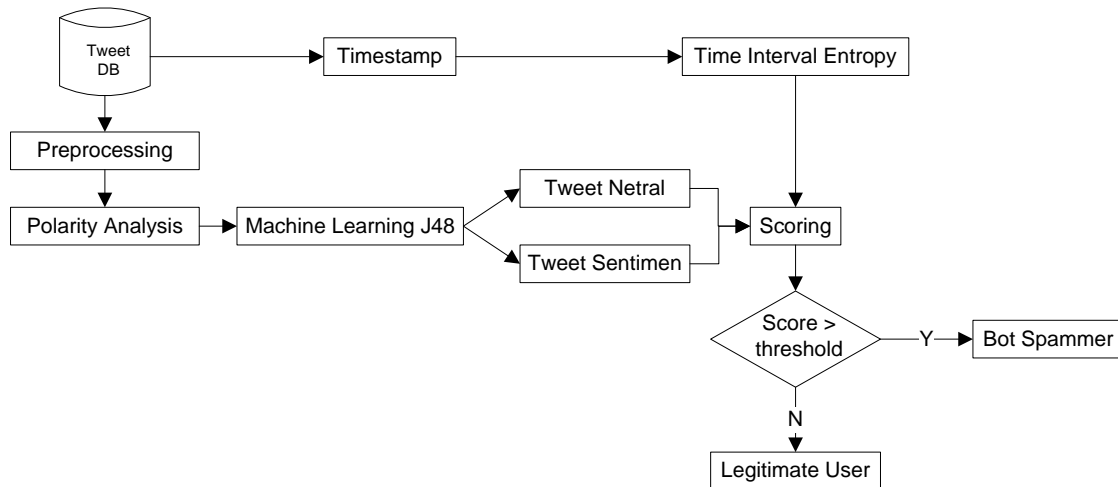 Tweet
DB
Timestamp
Time Interval Entropy
Preprocessing
Polarity Analysis
Machine Learning J48
Tweet Netral
Tweet Sentimen
Scoring
Score >
threshold
Y
Bot Spammer
N
Legitimate User